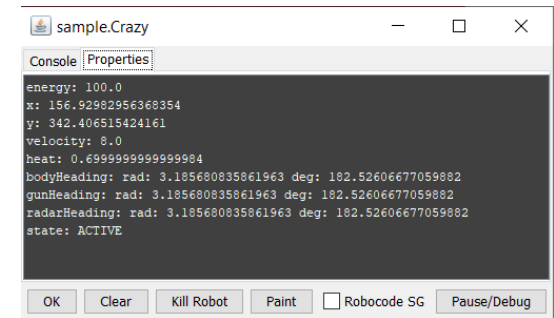 sample.Crazy
Console Properties
energy: 100.0
x: 156.92982956368354
y: 342.406515424161
velocity: 8.0
heat: 0.6999999999999984
bodyHeading: rad: 3.185680835861963 deg: 182.52606677059882
gunHeading: rad: 3.185680835861963 deg: 182.52606677059882
radarHeading: rad: 3.185680835861963 deg: 182.52606677059882
state: ACTIVE
OK Clear Kill Robot Paint Robocode SG Pause/Debug